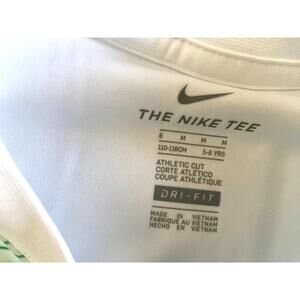 THE NIKE TEE
6 M M M
110-116CM 5-6 YRS
ATHLETIC CUT
CORTE ATLÉTICO
COUPE ATHLÉTIQUE
DRI-FIT
MADE IN VIETNAM
FABRIQUÉ AU VIETNAM
HECHO EN VIETNAM